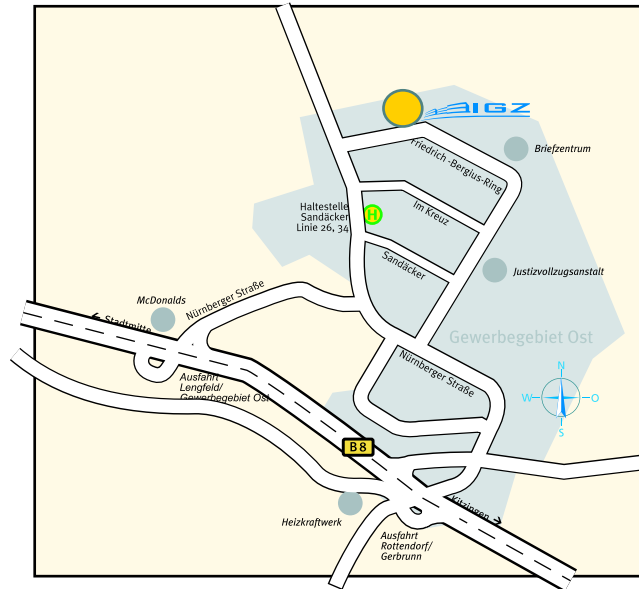 IGZ
Friedrich-Bergius-Ring
Briefzentrum
Haltestelle
Sandäcker
Linie 26, 34
H
Im Kreuz
Sandäcker
Justizvollzugsanstalt
McDonalds
Nürnberger Straße
Stadtmitte
Gewerbegebiet Ost
Nürnberger Straße
Ausfahrt
Lengfeld/
Gewerbegebiet Ost
N
W
O
S
B8
Kitzingen
Heizkraftwerk
Ausfahrt
Rottendorf/
Gerbrunn